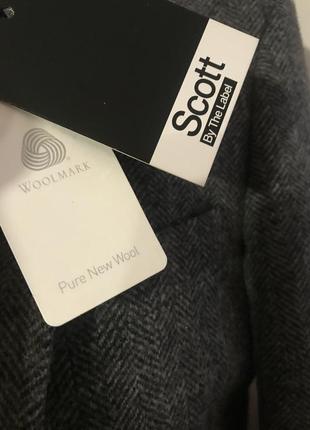 Scott
By The Label
WOOLMARK
Pure New Wool